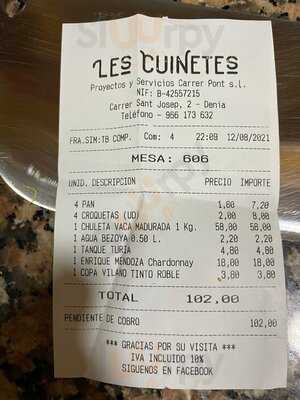 sluurpy
LES CUINETES
Proyectos y Servicios Carrer Pont s.l.
NIF: B-42557215
Carrer Sant Josep, 2 - Denia
Teléfono - 956 173 632
FRA.SIM:TB COMP. Com: 4 22:09 12/08/2021
MESA: 606
UNID. DESCRIPCION PRECIO IMPORTE
4 PAN 1,80 7,20
4 CROQUETAS (UD) 2,00 8,00
1 CHULETA VACA MADURADA 1 Kg. 58,00 58,00
1 AGUA BEZOYA 0.50 L. 2,20 2,20
1 TANQUE TURIA 4,80 4,80
1 ENRIQUE MENDOZA Chardonnay 18,00 18,00
1 COPA VILANO TINTO ROBLE 3,80 3,80
TOTAL 102,00
PENDIENTE DE COBRO 102,00
*** GRACIAS POR SU VISITA ***
IVA INCLUIDO 10%
SIGUENOS EN FACEBOOK